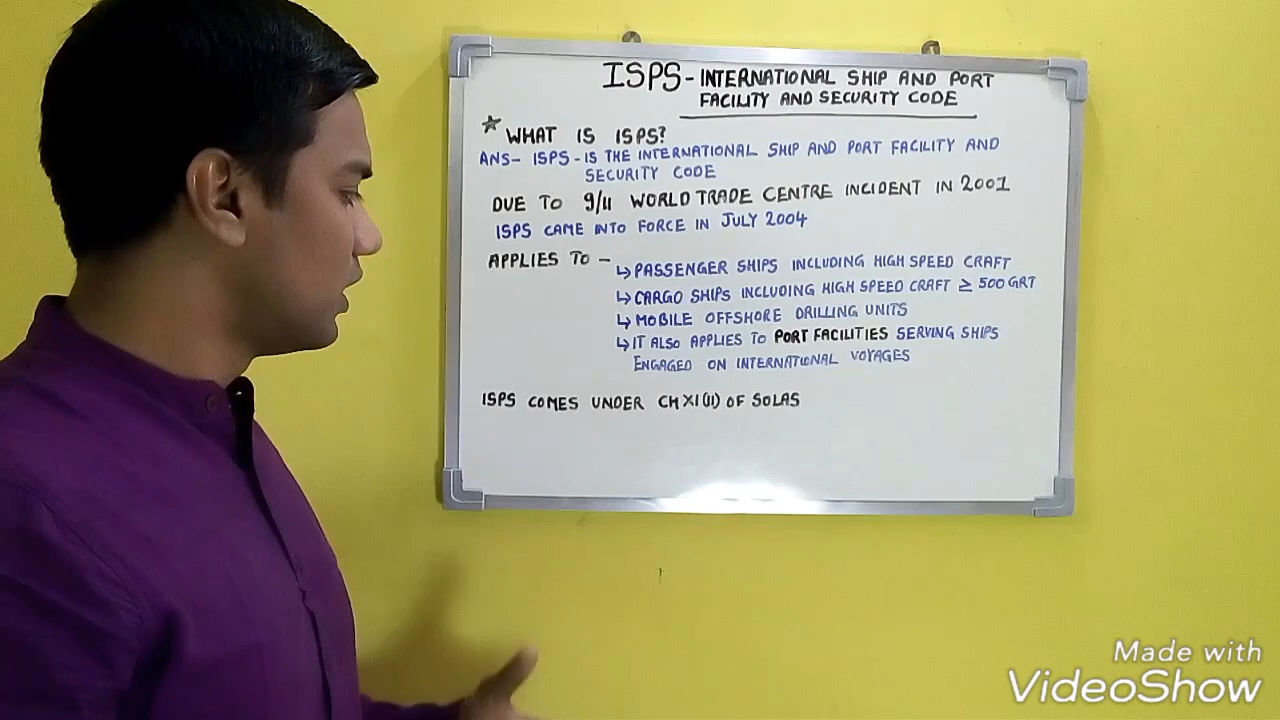 ISPS - INTERNATIONAL SHIP AND PORT
FACILITY AND SECURITY CODE
* WHAT IS ISPS?
ANS - ISPS - IS THE INTERNATIONAL SHIP AND PORT FACILITY AND
SECURITY CODE
DUE TO 9/11 WORLD TRADE CENTRE INCIDENT IN 2001
ISPS CAME INTO FORCE IN JULY 2004
APPLIES TO -
↳ PASSENGER SHIPS INCLUDING HIGH SPEED CRAFT
↳ CARGO SHIPS INCLUDING HIGH SPEED CRAFT ≥ 500 GRT
↳ MOBILE OFFSHORE DRILLING UNITS
↳ IT ALSO APPLIES TO PORT FACILITIES SERVING SHIPS
ENGAGED ON INTERNATIONAL VOYAGES
ISPS COMES UNDER CH XI(II) OF SOLAS
Made with
VideoShow